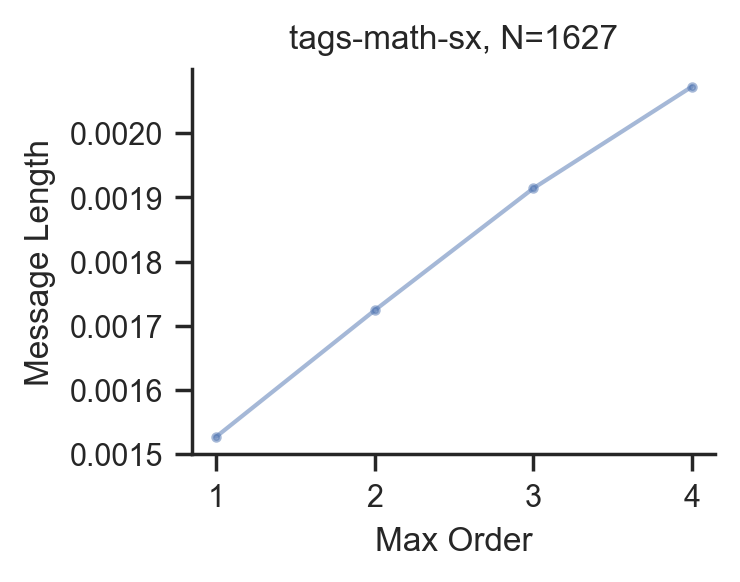 tags-math-sx, N=1627
Message Length
0.0020
0.0019
0.0018
0.0017
0.0016
0.0015
1 2 3 4
Max Order